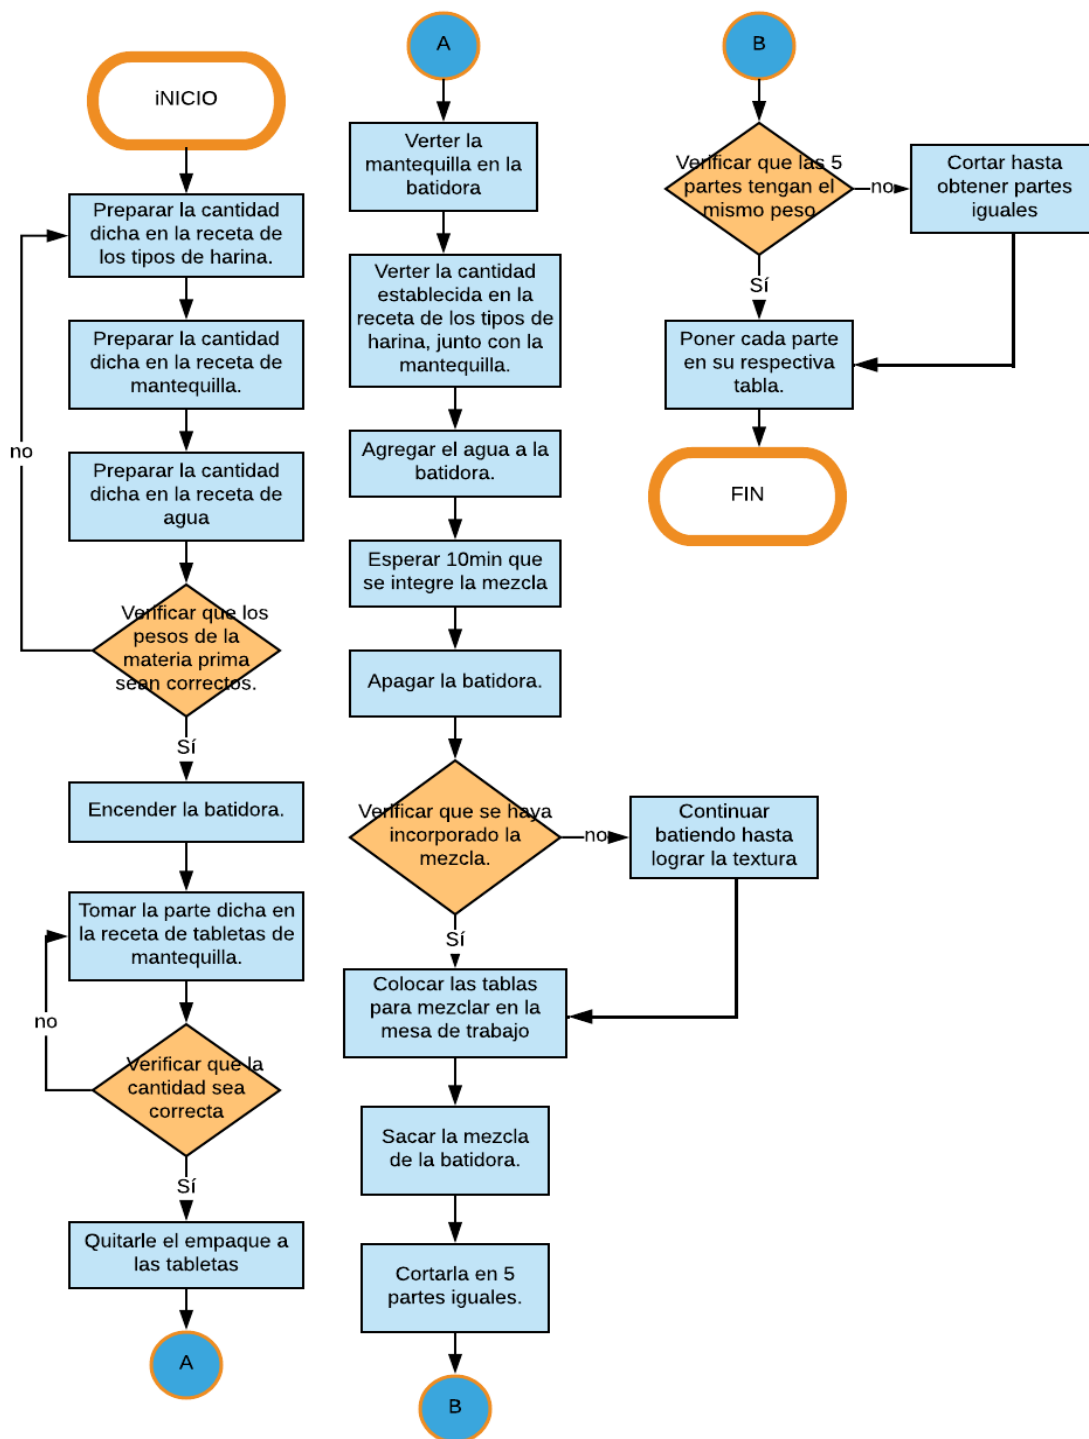 iNICIO
Preparar la cantidad
dicha en la receta de
los tipos de harina.
Preparar la cantidad
dicha en la receta de
mantequilla.
no
Preparar la cantidad
dicha en la receta de
agua
Verificar que los
pesos de la
materia prima
sean correctos.
Sí
Encender la batidora.
Tomar la parte dicha en
la receta de tabletas de
mantequilla.
no
Verificar que la
cantidad sea
correcta
Sí
Quitarle el empaque a
las tabletas
A
A
Verter la
mantequilla en la
batidora
Verter la cantidad
establecida en la
receta de los tipos de
harina, junto con la
mantequilla.
Agregar el agua a la
batidora.
Esperar 10min que
se integre la mezcla
Apagar la batidora.
Verificar que se haya
incorporado la
mezcla.
no
Continuar
batiendo hasta
lograr la textura
Sí
Colocar las tablas
para mezclar en la
mesa de trabajo
Sacar la mezcla
de la batidora.
Cortarla en 5
partes iguales.
B
B
Verificar que las 5
partes tengan el
mismo peso
no
Cortar hasta
obtener partes
iguales
Sí
Poner cada parte
en su respectiva
tabla.
FIN